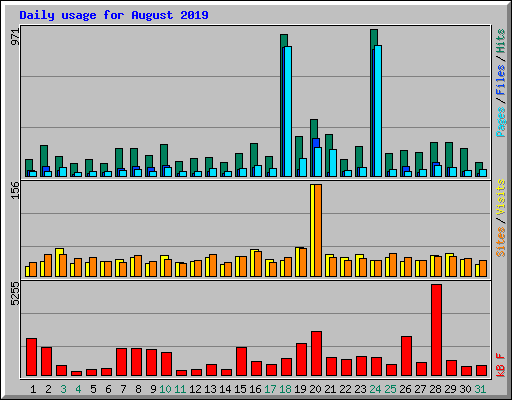 Daily usage for August 2019
971
Pages / Files / Hits
156
Sites / Visits
5255
kB F
1 2 3 4 5 6 7 8 9 10 11 12 13 14 15 16 17 18 19 20 21 22 23 24 25 26 27 28 29 30 31